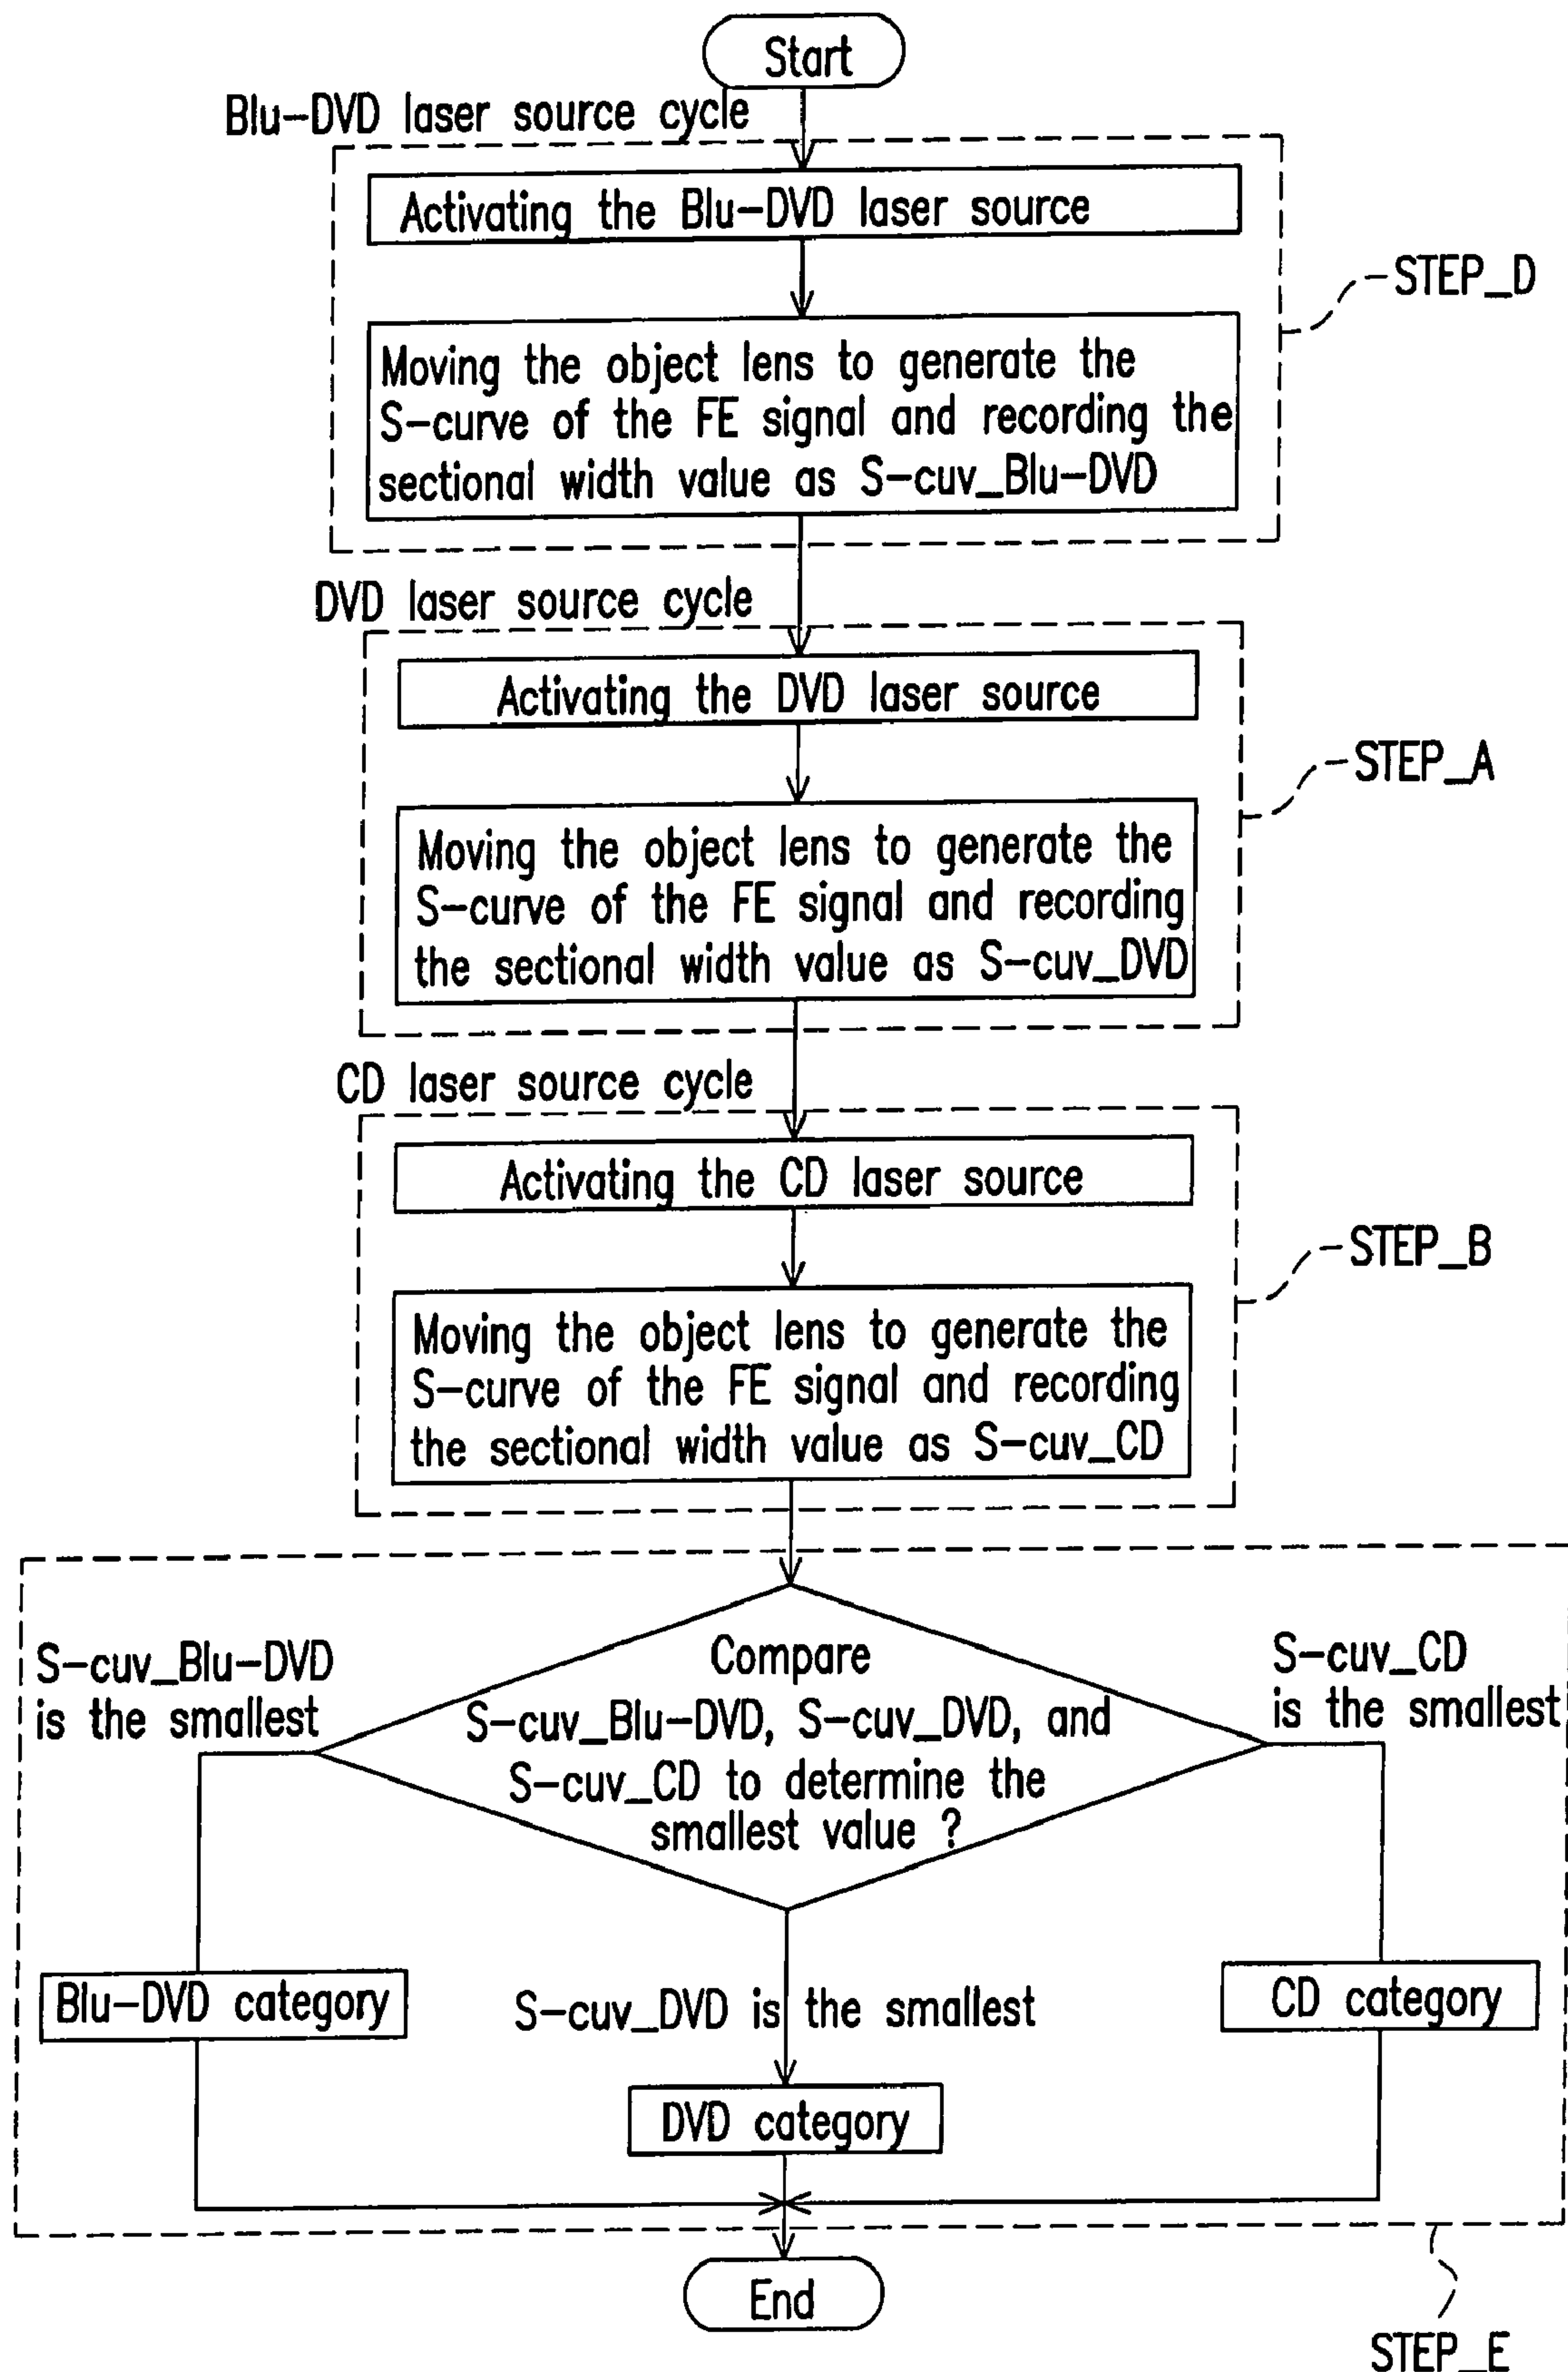 Start
Blu-DVD laser source cycle
Activating the Blu-DVD laser source
STEP_D
Moving the object lens to generate the
S-curve of the FE signal and recording the
sectional width value as S-cuv_Blu-DVD
DVD laser source cycle
Activating the DVD laser source
STEP_A
Moving the object lens to generate the
S-curve of the FE signal and recording
the sectional width value as S-cuv_DVD
CD laser source cycle
Activating the CD laser source
STEP_B
Moving the object lens to generate the
S-curve of the FE signal and recording
the sectional width value as S-cuv_CD
S-cuv_Blu-DVD
is the smallest
Compare
S-cuv_Blu-DVD, S-cuv_DVD, and
S-cuv_CD to determine the
smallest value ?
S-cuv_CD
is the smallest
Blu-DVD category
S-cuv_DVD is the smallest
CD category
DVD category
End
STEP_E